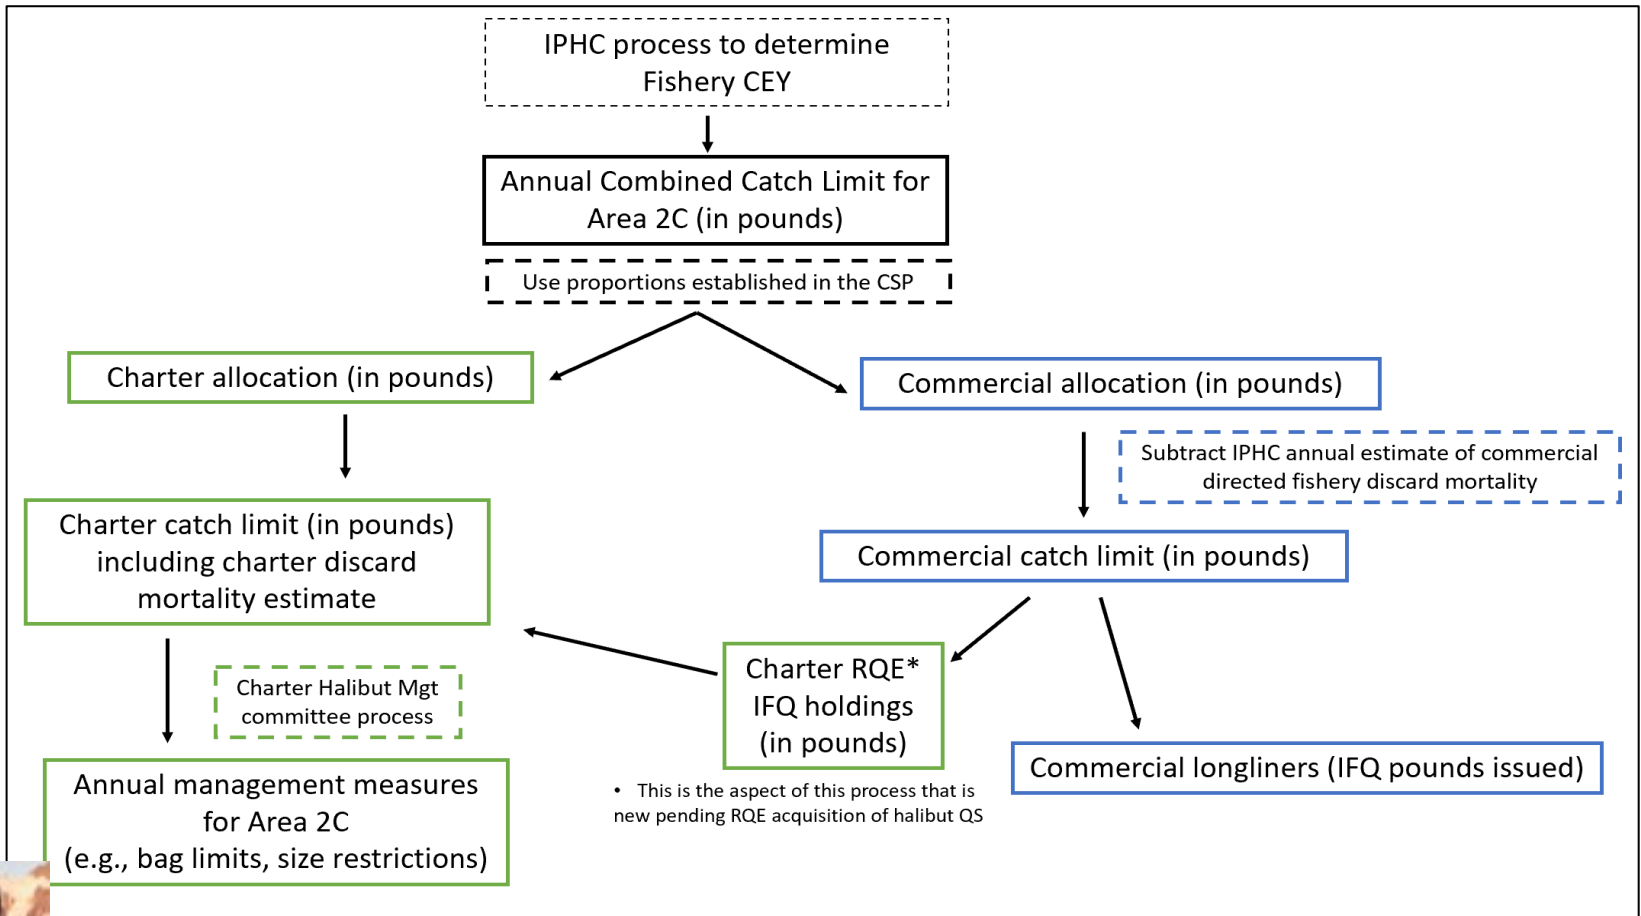 IPHC process to determine
Fishery CEY
Annual Combined Catch Limit for
Area 2C (in pounds)
Use proportions established in the CSP
Charter allocation (in pounds)
Commercial allocation (in pounds)
Subtract IPHC annual estimate of commercial
directed fishery discard mortality
Charter catch limit (in pounds)
including charter discard
mortality estimate
Commercial catch limit (in pounds)
Charter Halibut Mgt
committee process
Charter RQE*
IFQ holdings
(in pounds)
Commercial longliners (IFQ pounds issued)
Annual management measures
for Area 2C
(e.g., bag limits, size restrictions)
• This is the aspect of this process that is
new pending RQE acquisition of halibut QS